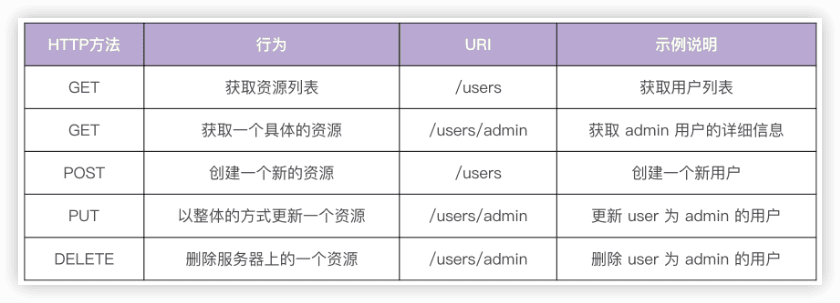 HTTP方法 行为 URI 示例说明
GET 获取资源列表 /users 获取用户列表
GET 获取一个具体的资源 /users/admin 获取 admin 用户的详细信息
POST 创建一个新的资源 /users 创建一个新用户
PUT 以整体的方式更新一个资源 /users/admin 更新 user 为 admin 的用户
DELETE 删除服务器上的一个资源 /users/admin 删除 user 为 admin 的用户